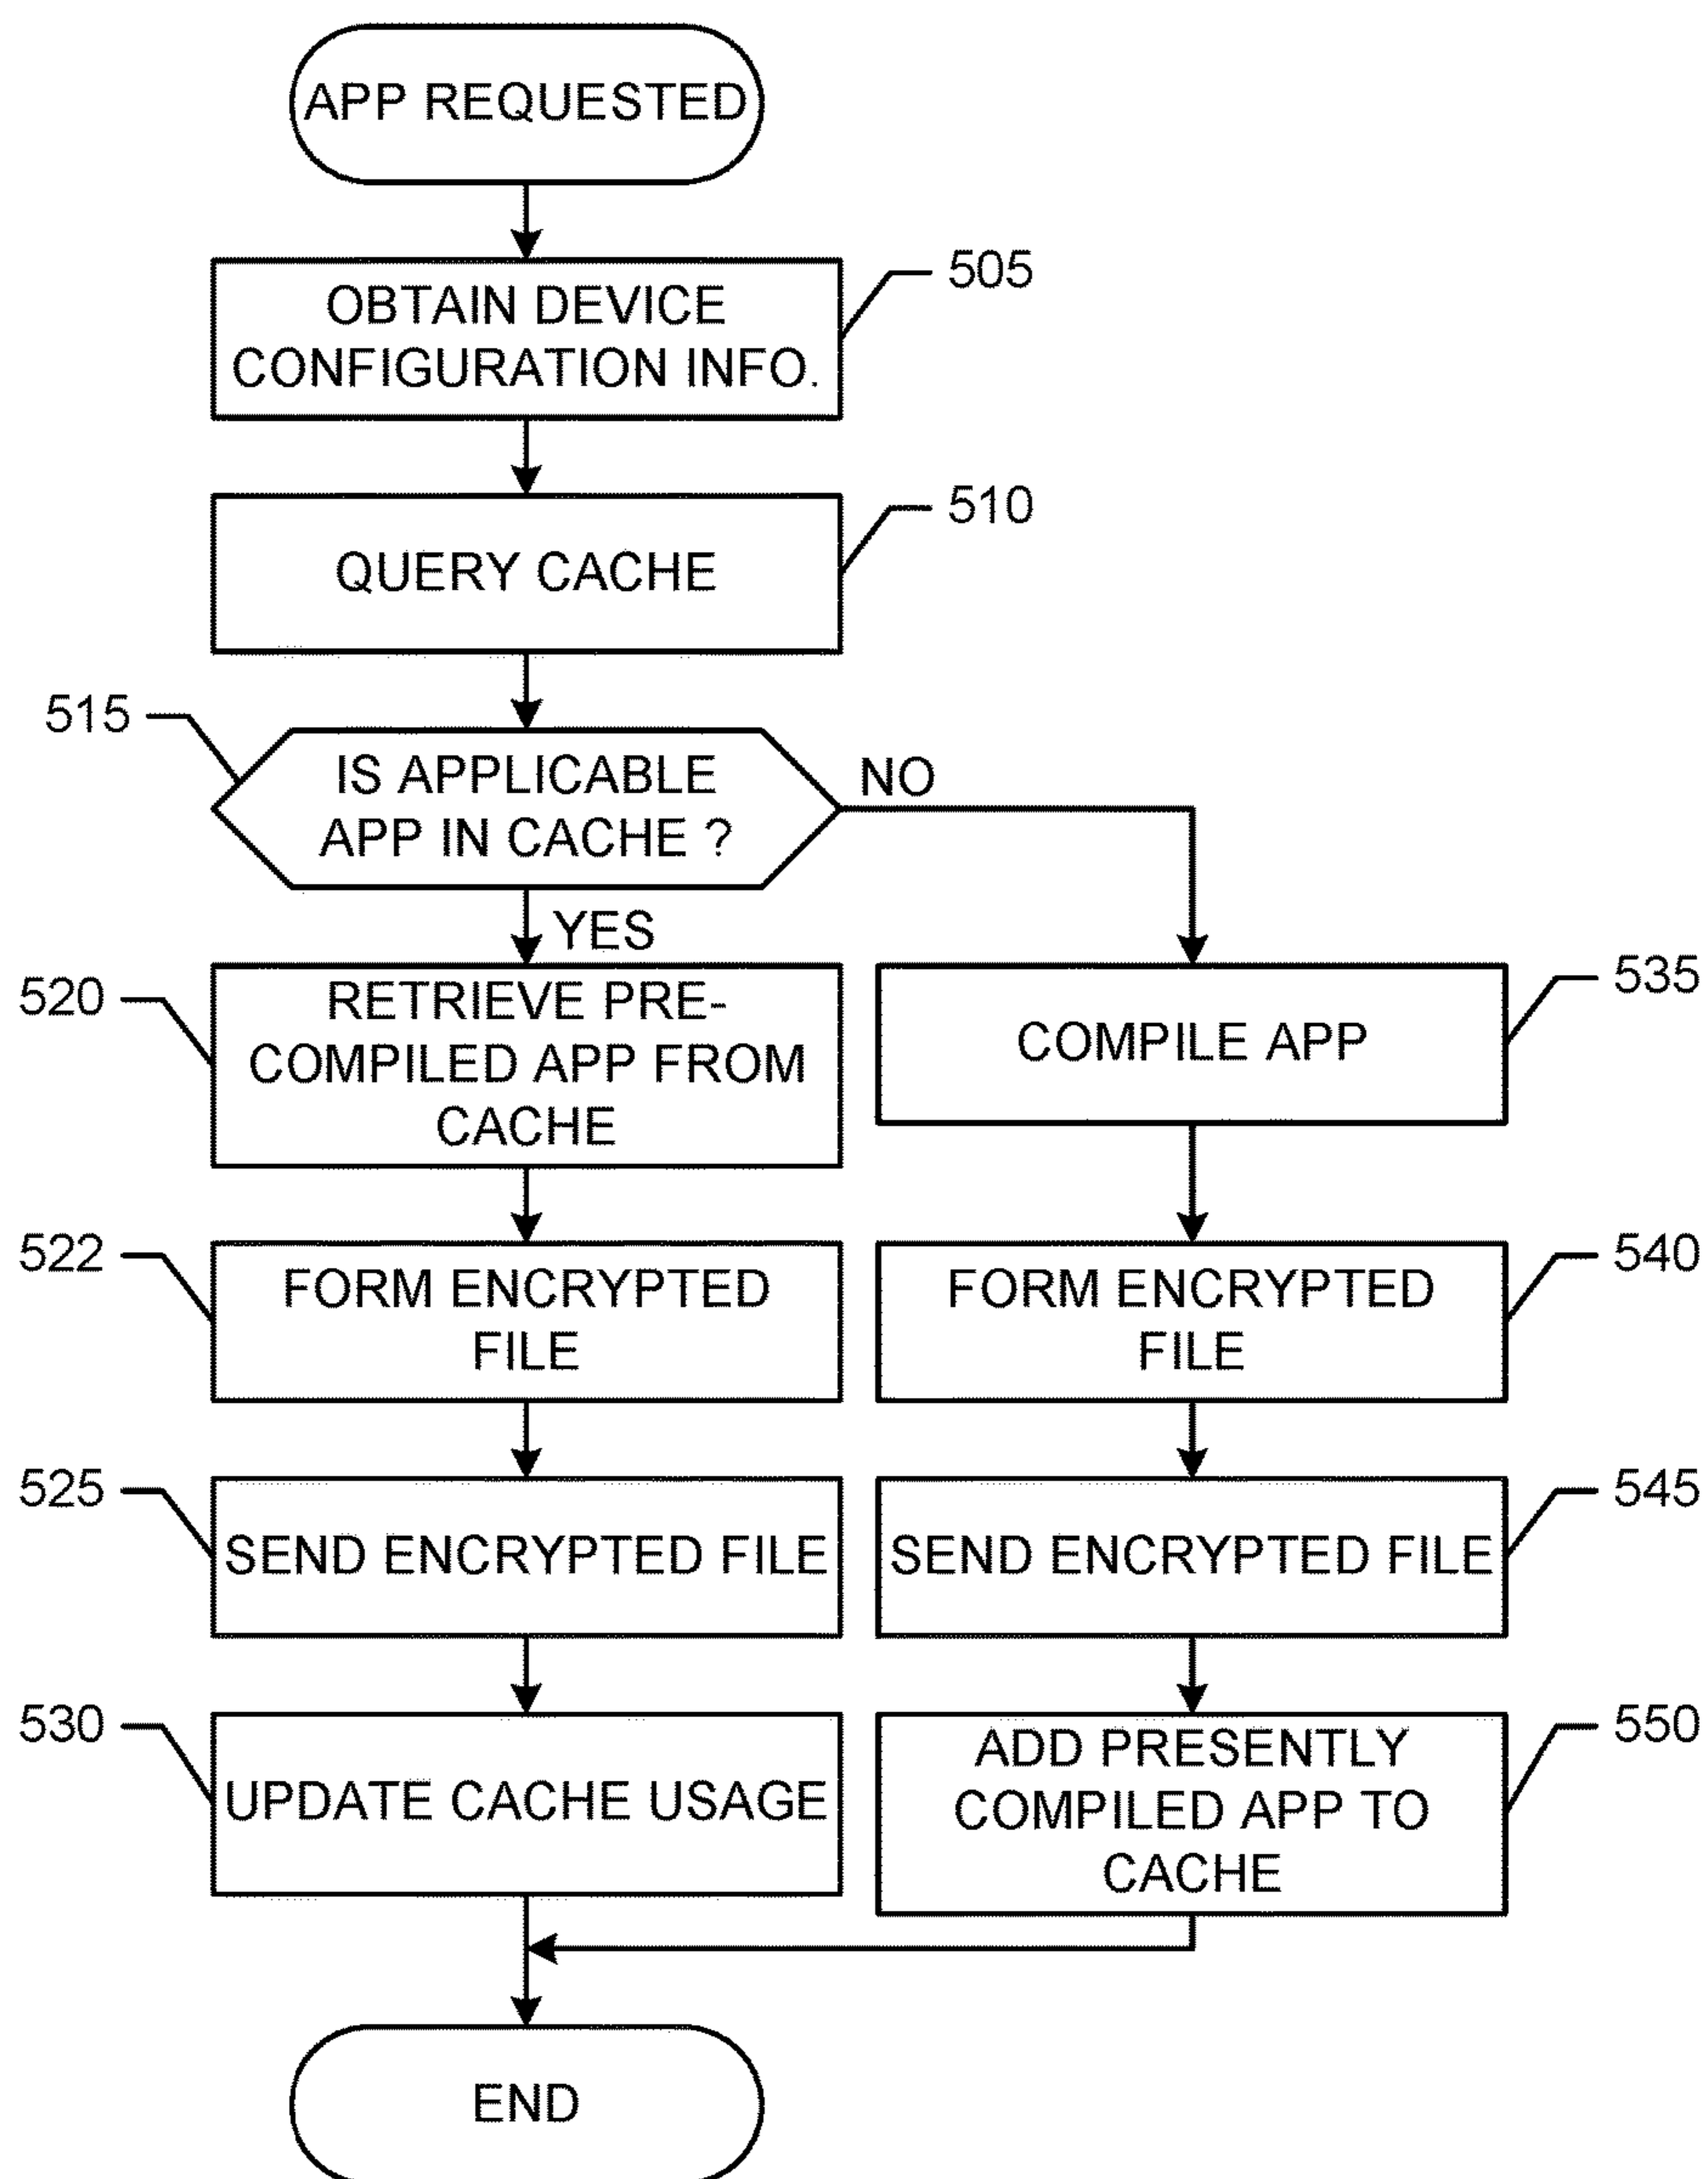 APP REQUESTED
505
OBTAIN DEVICE
CONFIGURATION INFO.
510
QUERY CACHE
515
IS APPLICABLE
APP IN CACHE ?
NO
YES
520
RETRIEVE PRE-
COMPILED APP FROM
CACHE
535
COMPILE APP
522
FORM ENCRYPTED
FILE
540
FORM ENCRYPTED
FILE
525
SEND ENCRYPTED FILE
545
SEND ENCRYPTED FILE
530
UPDATE CACHE USAGE
550
ADD PRESENTLY
COMPILED APP TO
CACHE
END